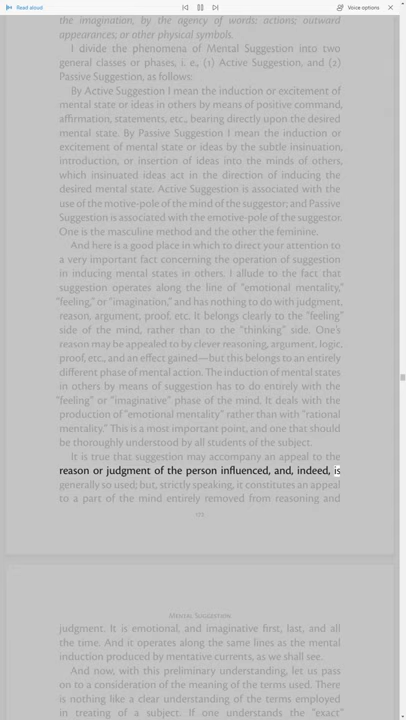 Read aloud
Voice options
the imagination, by the agency of words: actions; outward
appearances; or other physical symbols.
I divide the phenomena of Mental Suggestion into two
general classes or phases, i. e., (1) Active Suggestion, and (2)
Passive Suggestion, as follows:
By Active Suggestion I mean the induction or excitement of
mental state or ideas in others by means of positive command,
affirmation, statements, etc., bearing directly upon the desired
mental state. By Passive Suggestion I mean the induction or
excitement of mental state or ideas by the subtle insinuation,
introduction, or insertion of ideas into the minds of others,
which insinuated ideas act in the direction of inducing the
desired mental state. Active Suggestion is associated with the
use of the motive-pole of the mind of the suggestor; and Passive
Suggestion is associated with the emotive-pole of the suggestor.
One is the masculine method and the other the feminine.
And here is a good place in which to direct your attention to
a very important fact concerning the operation of suggestion
in inducing mental states in others. I allude to the fact that
suggestion operates along the line of "emotional mentality,"
"feeling," or "imagination," and has nothing to do with judgment,
reason, argument, proof, etc. It belongs clearly to the "feeling"
side of the mind, rather than to the "thinking" side. One's
reason may be appealed to by clever reasoning, argument, logic,
proof, etc., and an effect gained—but this belongs to an entirely
different phase of mental action. The induction of mental states
in others by means of suggestion has to do entirely with the
"feeling" or "imaginative" phase of the mind. It deals with the
production of "emotional mentality" rather than with "rational
mentality." This is a most important point, and one that should
be thoroughly understood by all students of the subject.
It is true that suggestion may accompany an appeal to the
reason or judgment of the person influenced, and, indeed, is
generally so used; but, strictly speaking, it constitutes an appeal
to a part of the mind entirely removed from reasoning and
Mental Suggestion
judgment. It is emotional, and imaginative first, last, and all
the time. And it operates along the same lines as the mental
induction produced by mentative currents, as we shall see.
And now, with this preliminary understanding, let us pass
on to a consideration of the meaning of the terms used. There
is nothing like a clear understanding of the terms employed
in treating of a subject. If one understands the "exact"